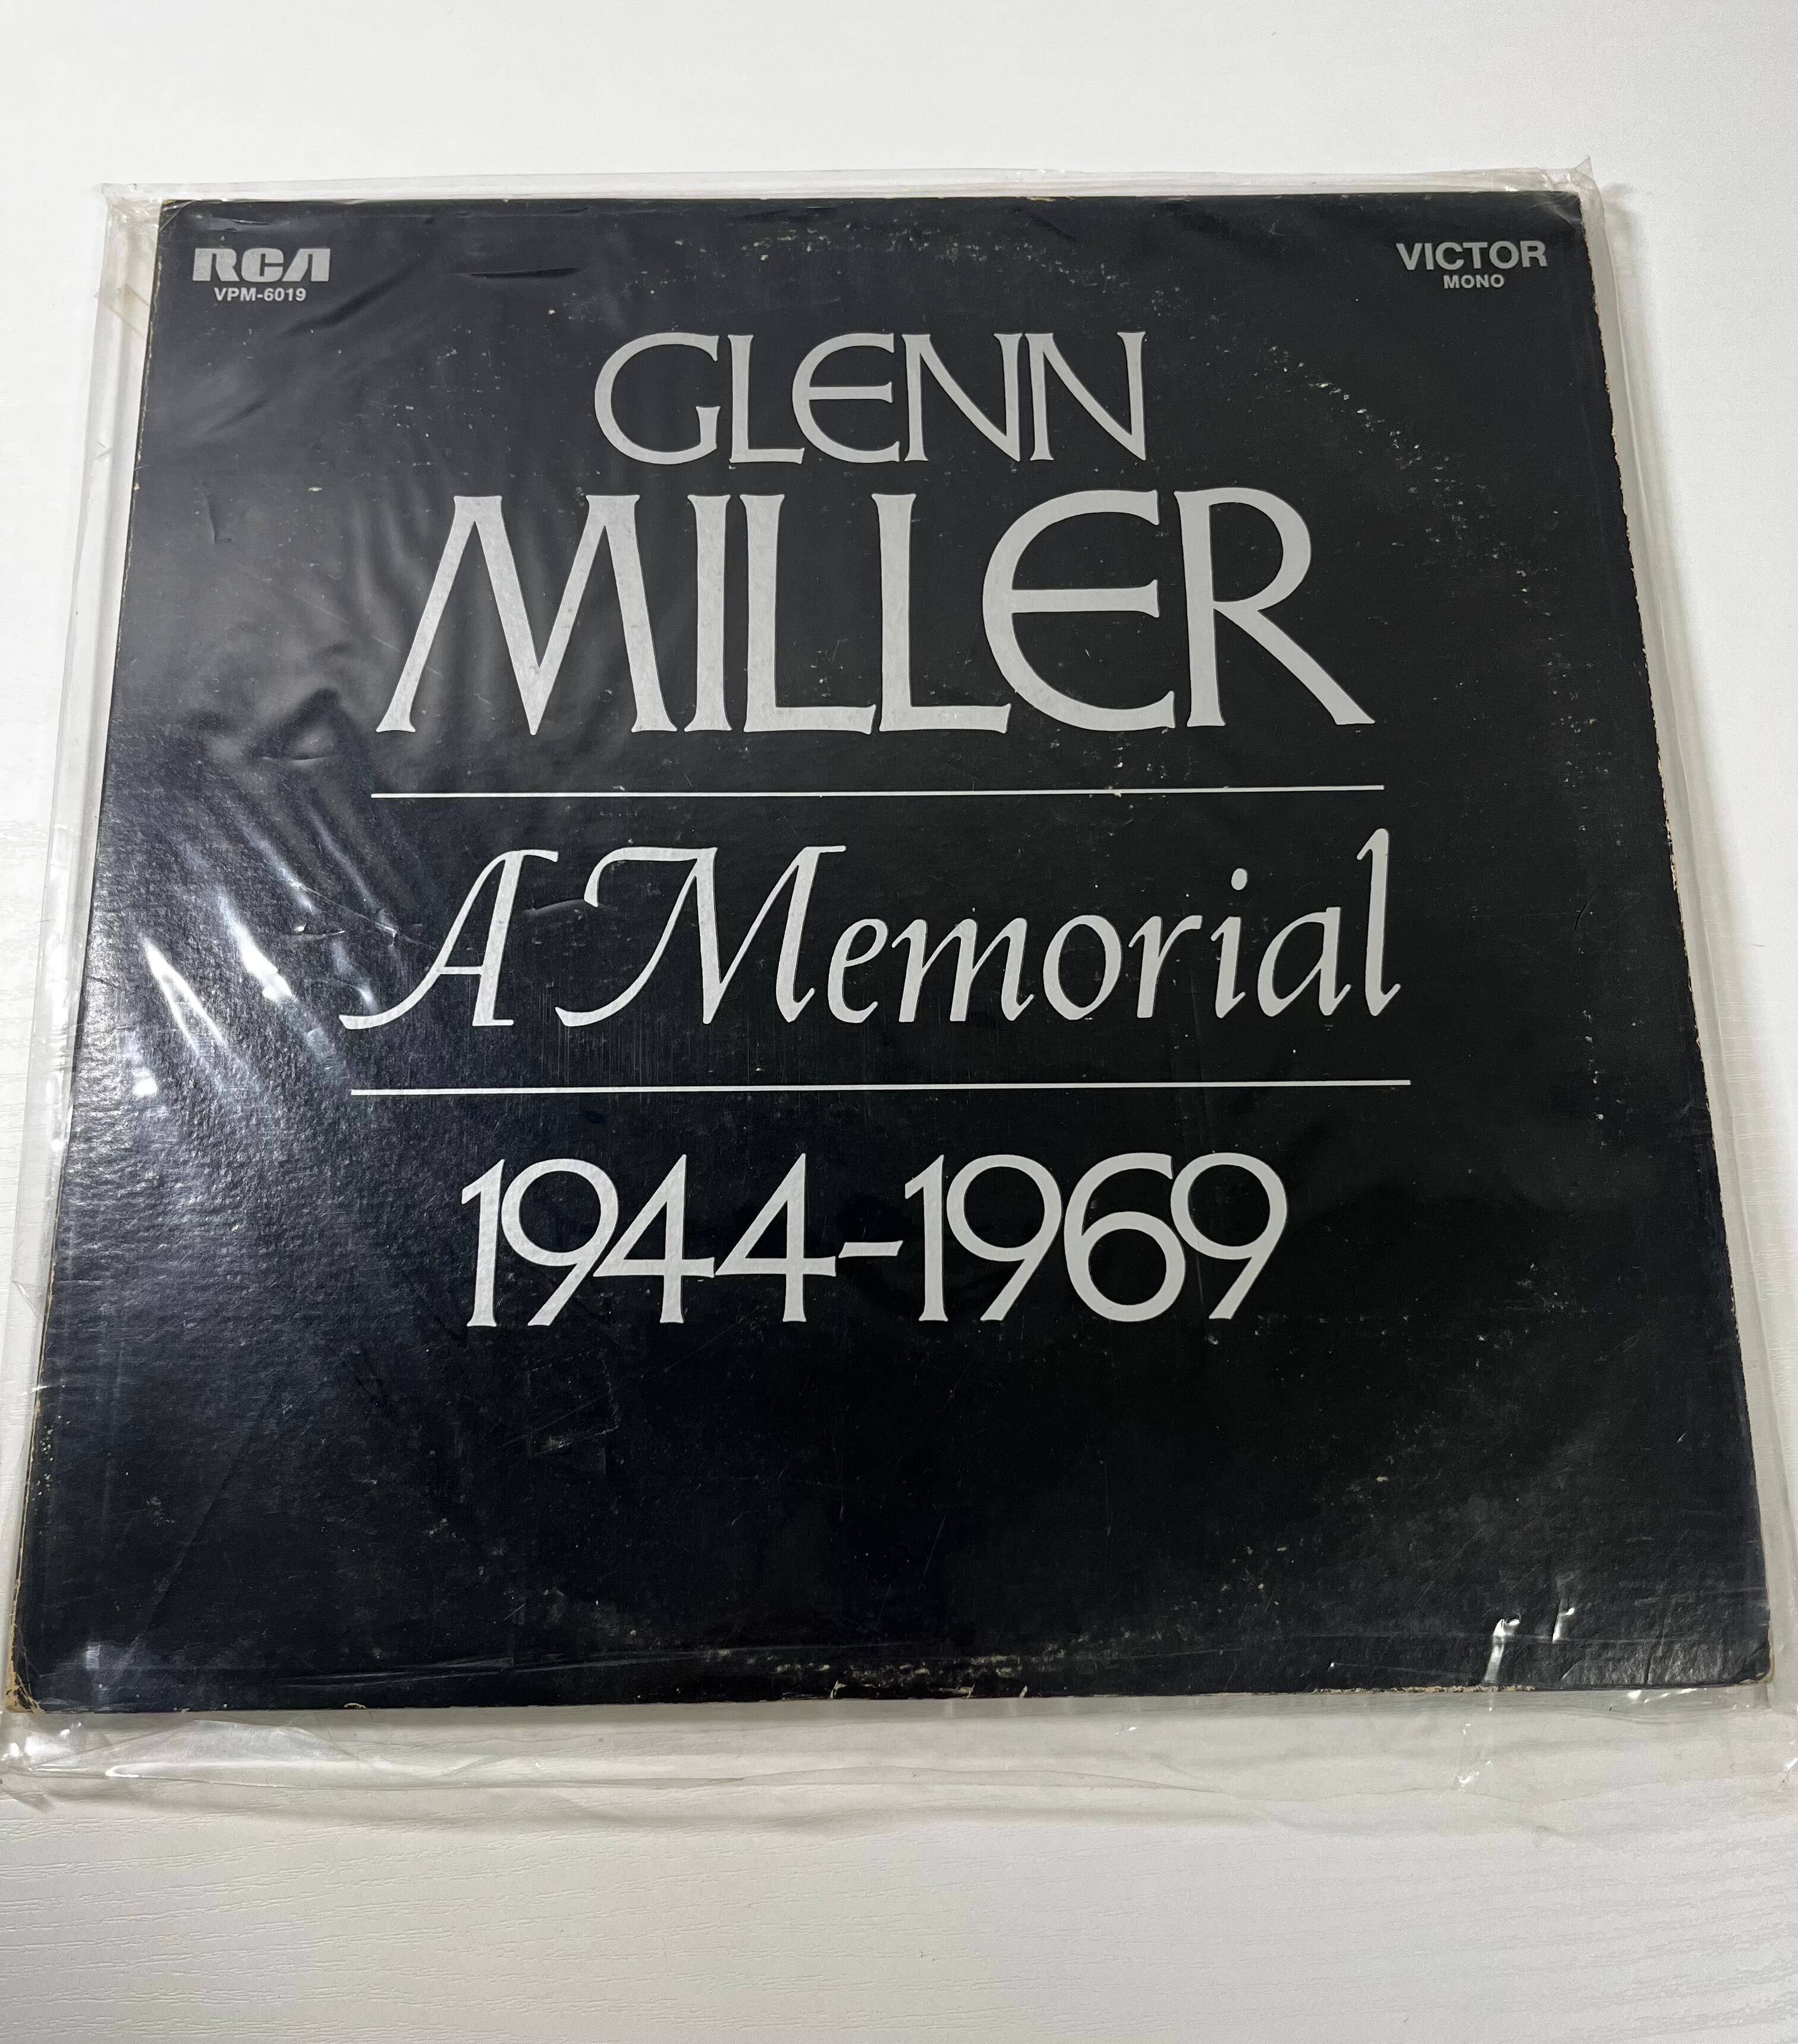 RCA
VPM-6019
VICTOR
MONO
GLENN
MILLER
A Memorial
1944-1969